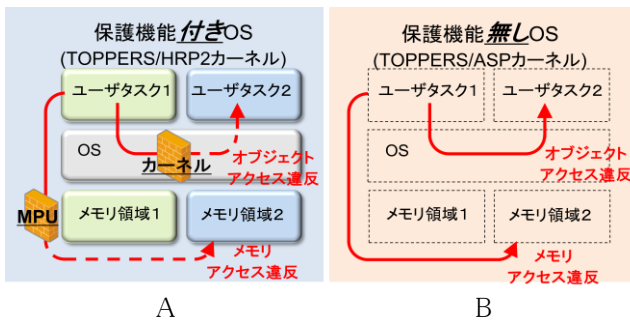 保護機能付きOS
(TOPPERS/HRP2カーネル)
ユーザタスク1
ユーザタスク2
OS
カーネル
オブジェクト
アクセス違反
MPU
メモリ領域1
メモリ領域2
メモリ
アクセス違反
A
保護機能無しOS
(TOPPERS/ASPカーネル)
ユーザタスク1
ユーザタスク2
OS
オブジェクト
アクセス違反
メモリ領域1
メモリ領域2
メモリ
アクセス違反
B